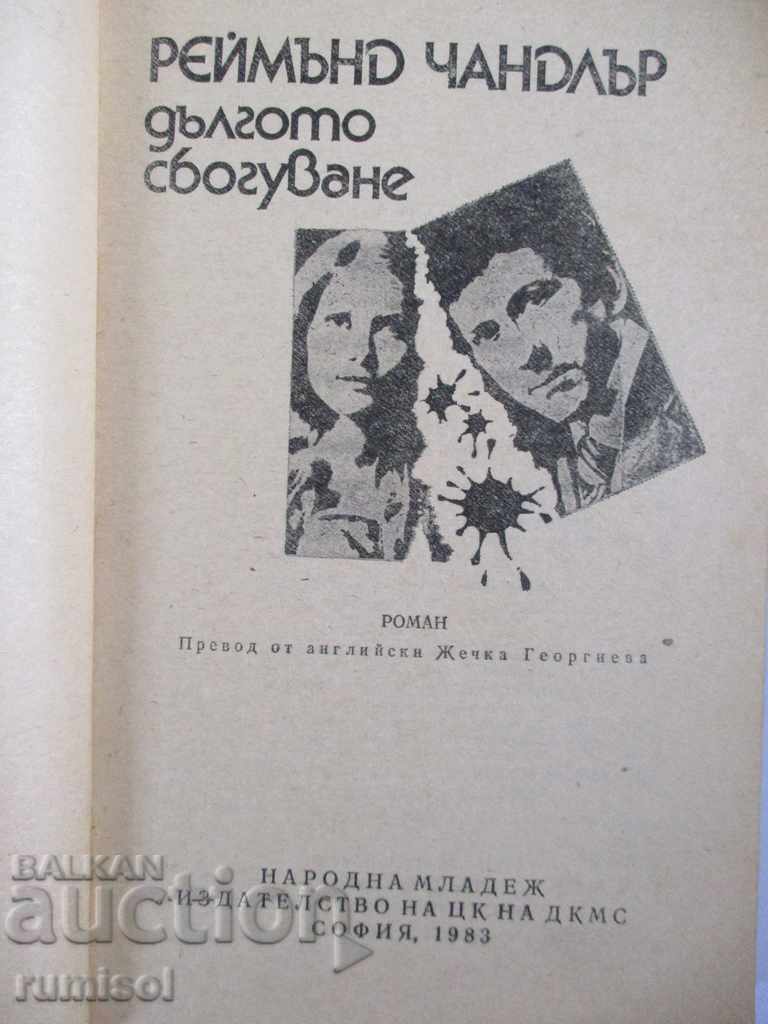 РЕЙМЪНД ЧАНДЛЪР
дългото
сбогуване
РОМАН
Превод от английски Жечка Георгиева
НАРОДНА МЛАДЕЖ
ИЗДАТЕЛСТВО НА ЦК НА ДКМС
СОФИЯ, 1983
BALKAN
auction
rumisol